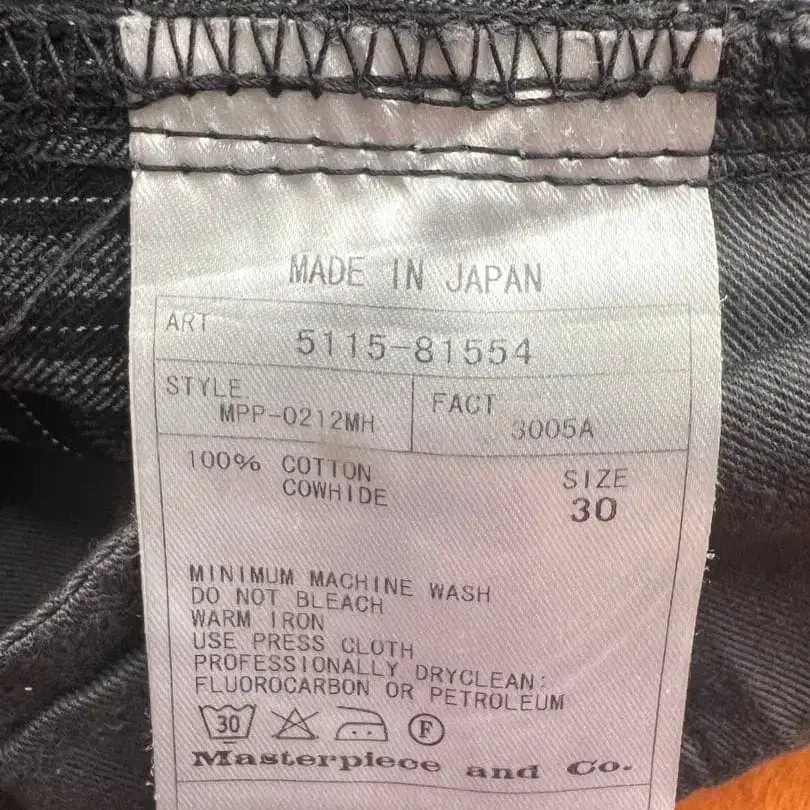 MADE IN JAPAN
ART
5115-81554
STYLE
MPP-0212MH
FACT
3005A
100% COTTON
COWHIDE
SIZE
30
MINIMUM MACHINE WASH
DO NOT BLEACH
WARM IRON
USE PRESS CLOTH
PROFESSIONALLY DRYCLEAN:
FLUOROCARBON OR PETROLEUM
30 F
Masterpiece and Co.